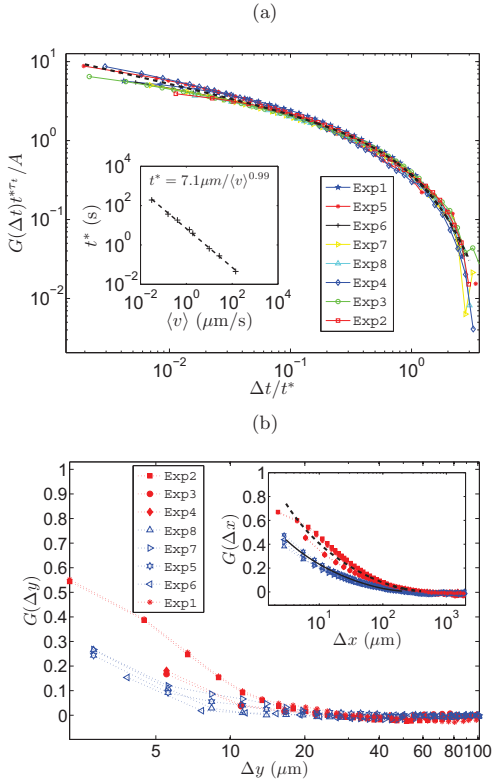 (a)
G(Δt)t*^τt/A
10^1
10^0
10^-1
10^-2
10^-2
10^-1
10^0
Δt/t*
t* = 7.1μm/⟨v⟩^0.99
t* (s)
10^4
10^2
10^0
10^-2
10^-4
10^-2
10^0
10^2
10^4
⟨v⟩ (μm/s)
Exp1
Exp5
Exp6
Exp7
Exp8
Exp4
Exp3
Exp2
(b)
G(Δy)
1
0.9
0.8
0.7
0.6
0.5
0.4
0.3
0.2
0.1
0
5
11
20
40
60
80
100
Δy (μm)
Exp2
Exp3
Exp4
Exp8
Exp7
Exp5
Exp6
Exp1
G(Δx)
1
0.8
0.6
0.4
0.2
0
10^1
10^2
10^3
Δx (μm)